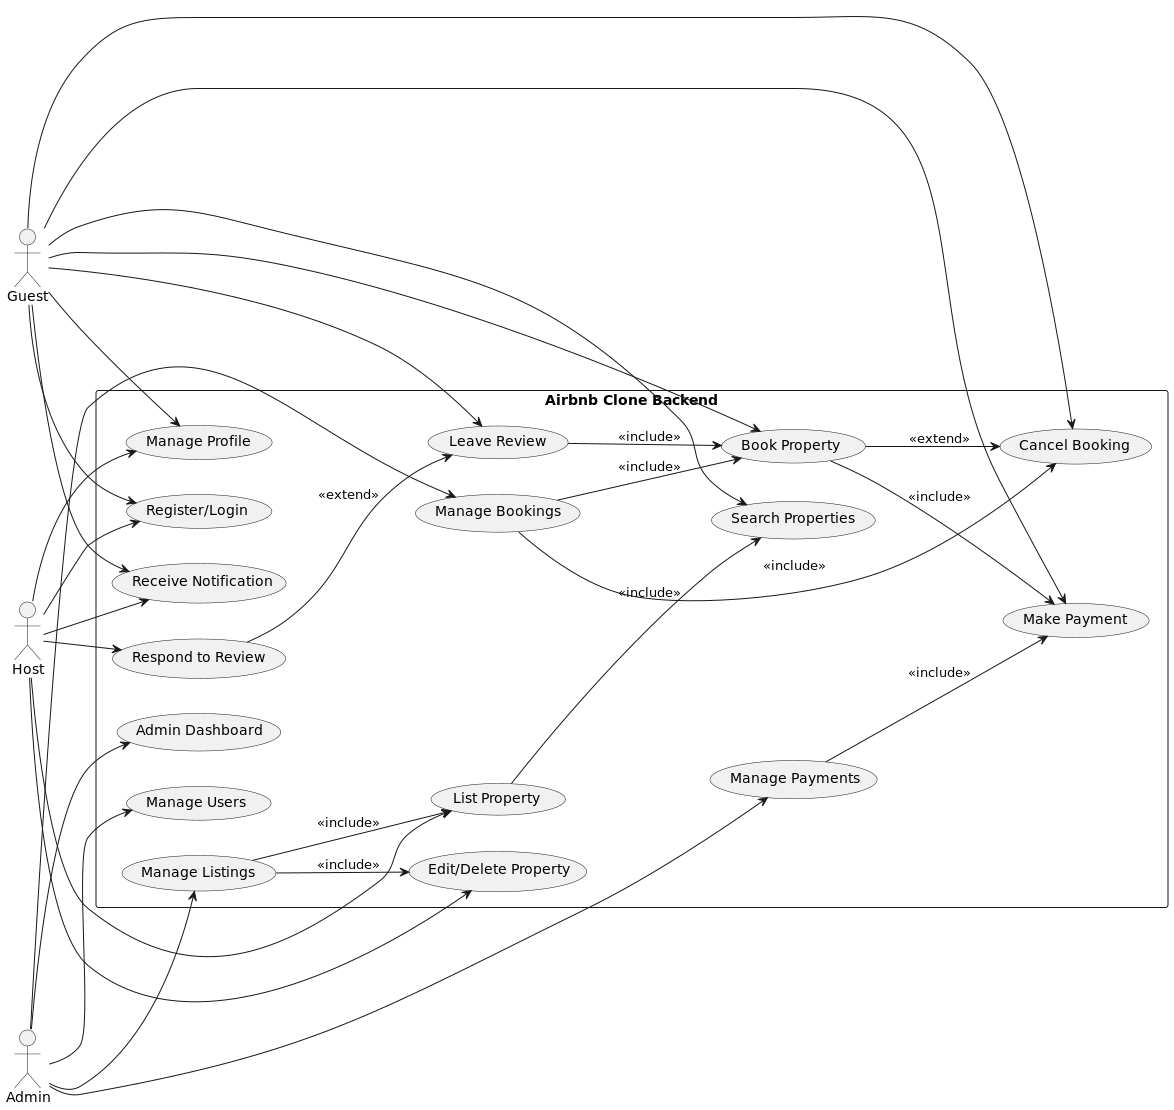 Guest
Airbnb Clone Backend
Manage Profile
Leave Review
«include»
Book Property
«extend»
Cancel Booking
«include»
«extend»
«include»
Register/Login
Manage Bookings
Search Properties
Receive Notification
«include»
«include»
Make Payment
Host
Respond to Review
«include»
Admin Dashboard
Manage Payments
Manage Users
List Property
«include»
Manage Listings
«include»
Edit/Delete Property
Admin